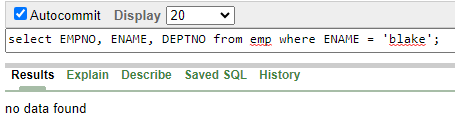 Autocommit Display 20
select EMPNO, ENAME, DEPTNO from emp where ENAME = 'blake';
Results Explain Describe Saved SQL History
no data found